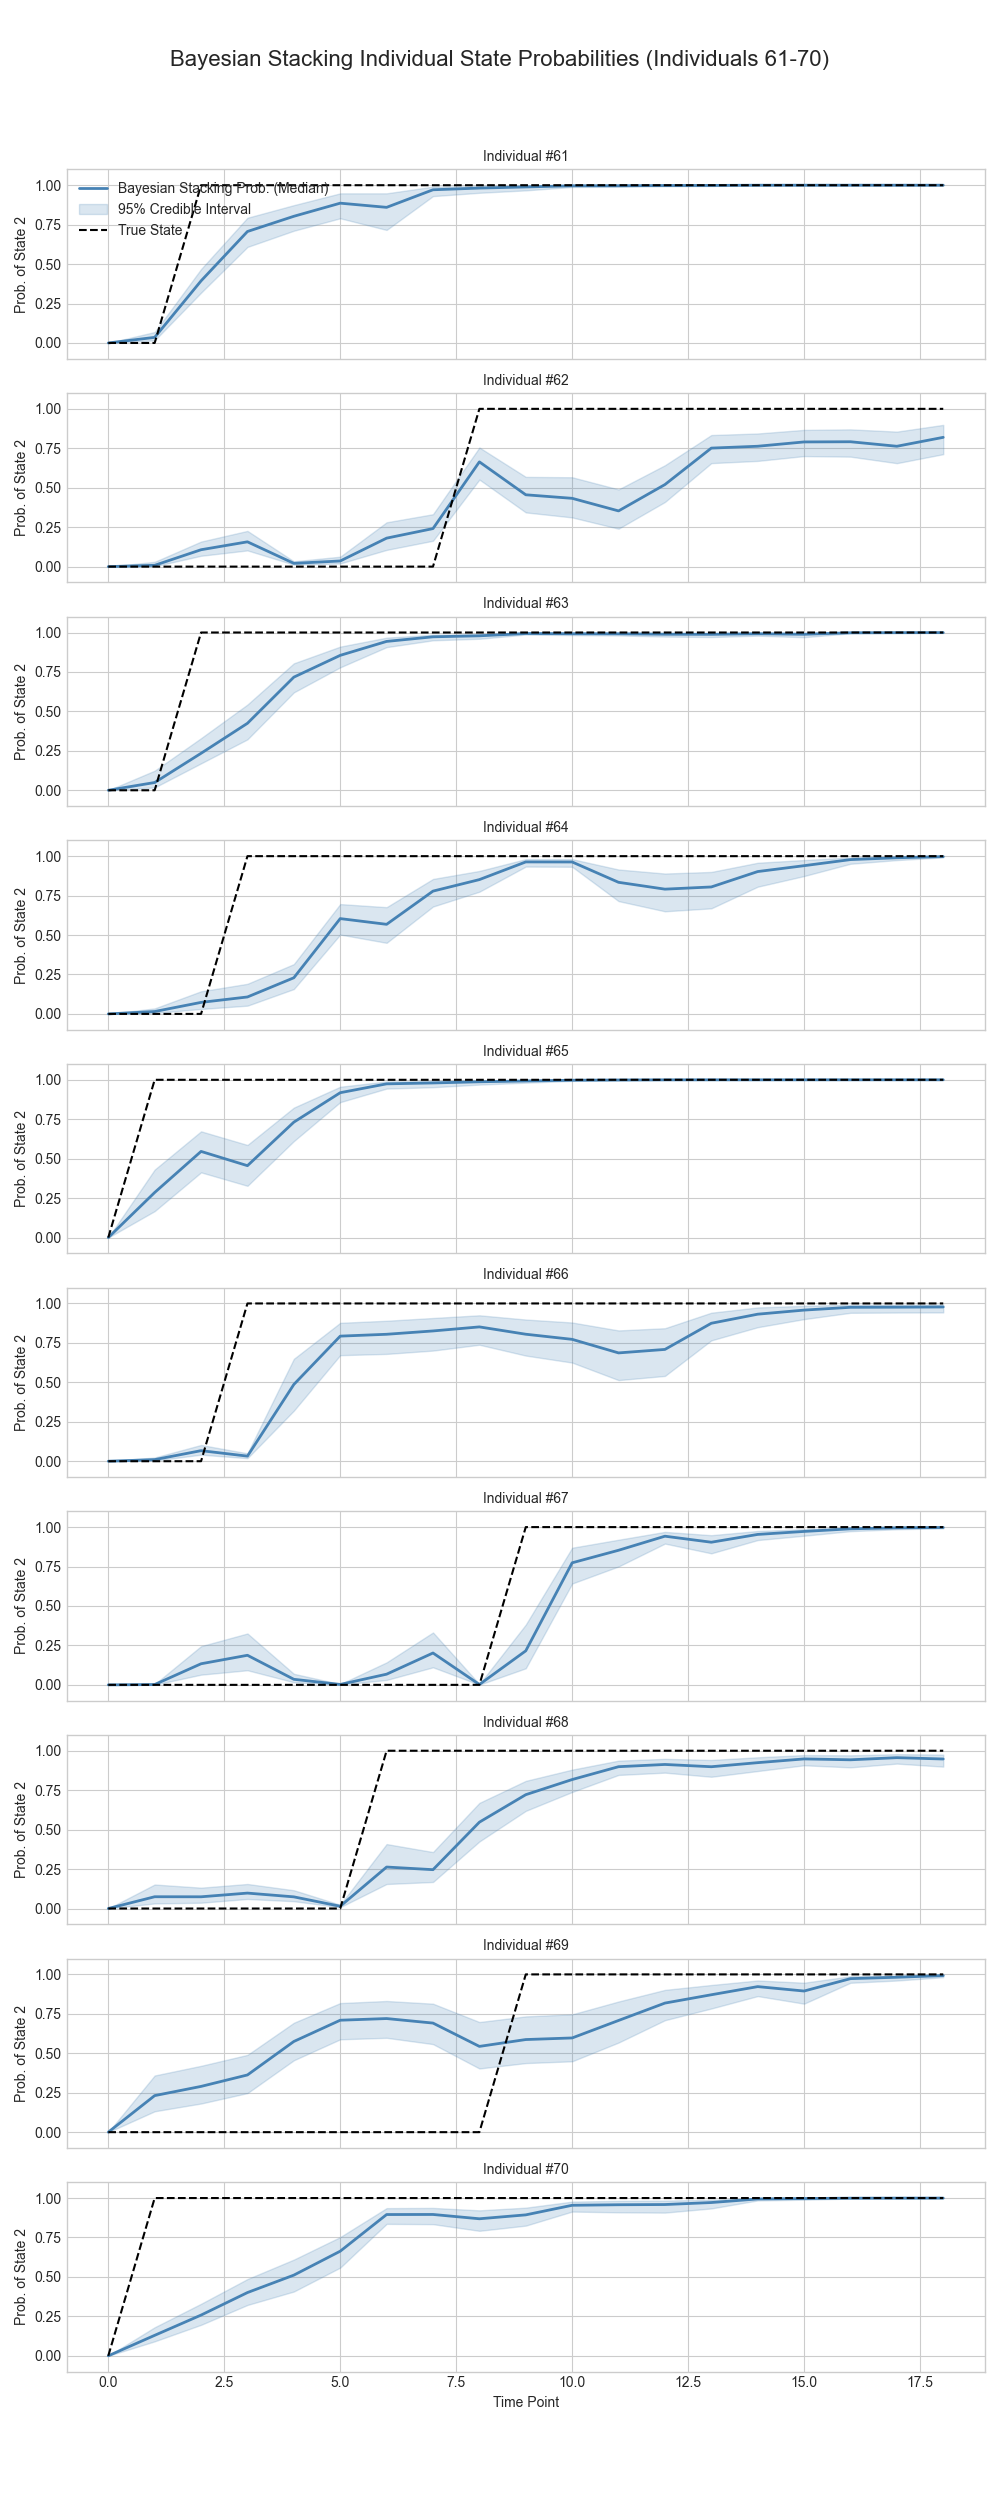 Bayesian Stacking Individual State Probabilities (Individuals 61-70)
Individual #61
Bayesian Stacking Prob. (Median)
95% Credible Interval
True State
1.00
0.75
0.50
0.25
0.00
Prob. of State 2
Individual #62
1.00
0.75
0.50
0.25
0.00
Prob. of State 2
Individual #63
1.00
0.75
0.50
0.25
0.00
Prob. of State 2
Individual #64
1.00
0.75
0.50
0.25
0.00
Prob. of State 2
Individual #65
1.00
0.75
0.50
0.25
0.00
Prob. of State 2
Individual #66
1.00
0.75
0.50
0.25
0.00
Prob. of State 2
Individual #67
1.00
0.75
0.50
0.25
0.00
Prob. of State 2
Individual #68
1.00
0.75
0.50
0.25
0.00
Prob. of State 2
Individual #69
1.00
0.75
0.50
0.25
0.00
Prob. of State 2
Individual #70
1.00
0.75
0.50
0.25
0.00
Prob. of State 2
0.0 2.5 5.0 7.5 10.0 12.5 15.0 17.5
Time Point